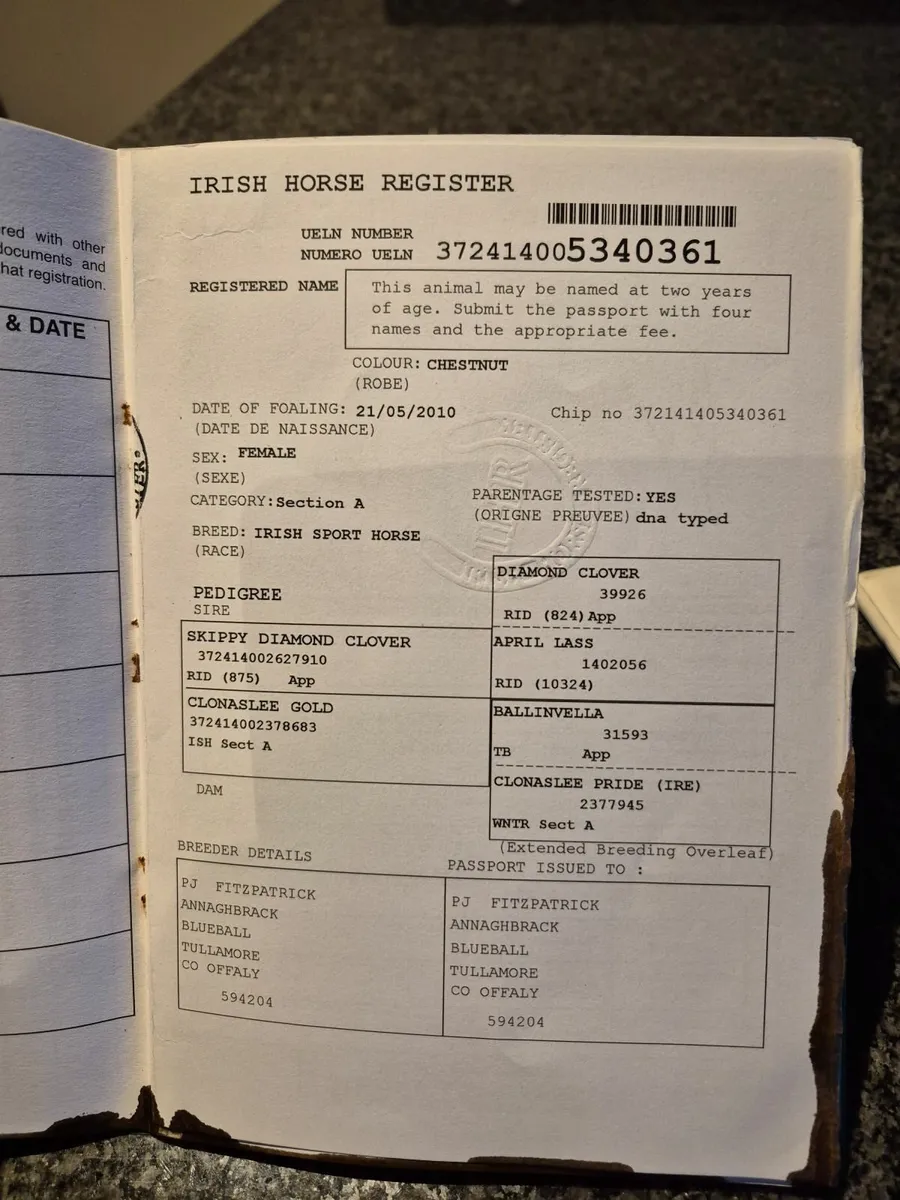 red with other
documents and
hat registration.
& DATE
IRISH HORSE REGISTER
UELN NUMBER
NUMERO UELN 372414005340361
REGISTERED NAME
This animal may be named at two years
of age. Submit the passport with four
names and the appropriate fee.
COLOUR: CHESTNUT
(ROBE)
DATE OF FOALING: 21/05/2010
(DATE DE NAISSANCE)
Chip no 372141405340361
SEX: FEMALE
(SEXE)
CATEGORY: Section A
PARENTAGE TESTED: YES
(ORIGNE PREUVEE) dna typed
BREED: IRISH SPORT HORSE
(RACE)
PEDIGREE
SIRE
SKIPPY DIAMOND CLOVER
372414002627910
RID (875) App
CLONASLEE GOLD
372414002378683
ISH Sect A
DAM
DIAMOND CLOVER
39926
RID (824) App
APRIL LASS
1402056
RID (10324)
BALLINVELLA
31593
TB App
CLONASLEE PRIDE (IRE)
2377945
WNTR Sect A
(Extended Breeding Overleaf)
BREEDER DETAILS
PJ FITZPATRICK
ANNAGHBRACK
BLUEBALL
TULLAMORE
CO OFFALY
594204
PASSPORT ISSUED TO :
PJ FITZPATRICK
ANNAGHBRACK
BLUEBALL
TULLAMORE
CO OFFALY
594204